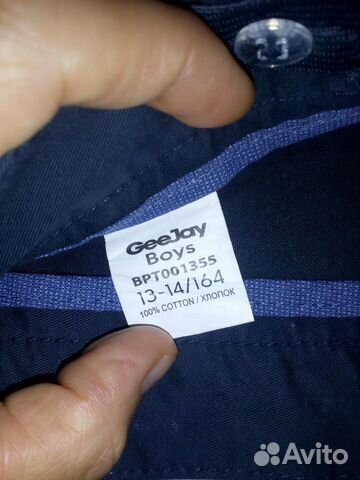 GeeJay
Boys
BPT001355
13-14/164
100% COTTON / ХЛОПОК
Avito